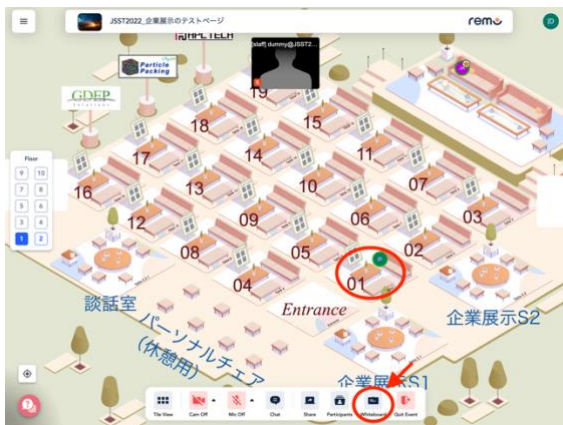 JSST2022_企業展示のテストページ
remo
JD
[staff] dummy@JSST2...
Particle
Packing
GDEP
Solutions
19
18
15
17
14
11
16
13
10
07
12
09
06
03
08
05
02
04
01
Floor
9 10
7 8
5 6
3 4
1 2
談話室
パーソナルチェア
(休憩用)
Entrance
企業展示S2
企業展示S1
Tile View
Cam Off
Mic Off
Chat
Share
Participants
Whiteboard
Quit Event